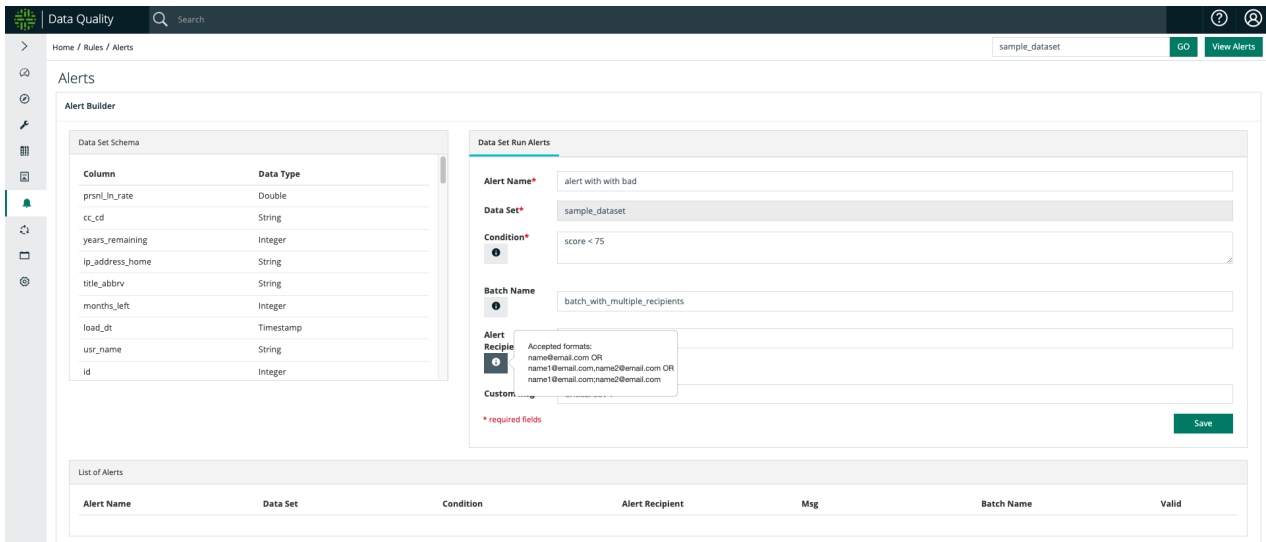 Data Quality
Search
Home / Rules / Alerts
sample_dataset
GO
View Alerts
Alerts
Alert Builder
Data Set Schema
Column Data Type
prsnl_ln_rate Double
cc_cd String
years_remaining Integer
ip_address_home String
title_abbrv String
months_left Integer
load_dt Timestamp
usr_name String
id Integer
Data Set Run Alerts
Alert Name* alert with with bad
Data Set* sample_dataset
Condition* score < 75
Batch Name batch_with_multiple_recipients
Alert
Accepted formats:
name@email.com OR
name1@email.com,name2@email.com OR
name1@email.com;name2@email.com
Custom
* required fields
Save
List of Alerts
Alert Name Data Set Condition Alert Recipient Msg Batch Name Valid